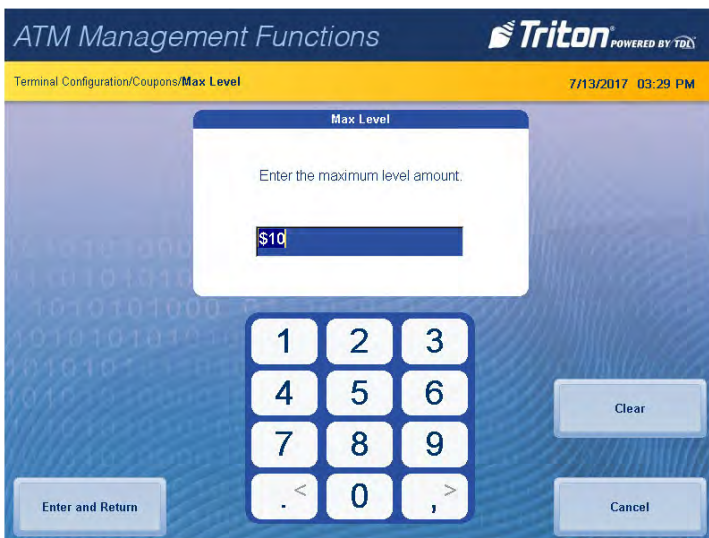 ATM Management Functions
Triton POWERED BY TDL
Terminal Configuration/Coupons/Max Level
7/13/2017 03:29 PM
Max Level
Enter the maximum level amount.
$10
1 2 3
4 5 6
7 8 9
. < 0 , >
Clear
Enter and Return
Cancel